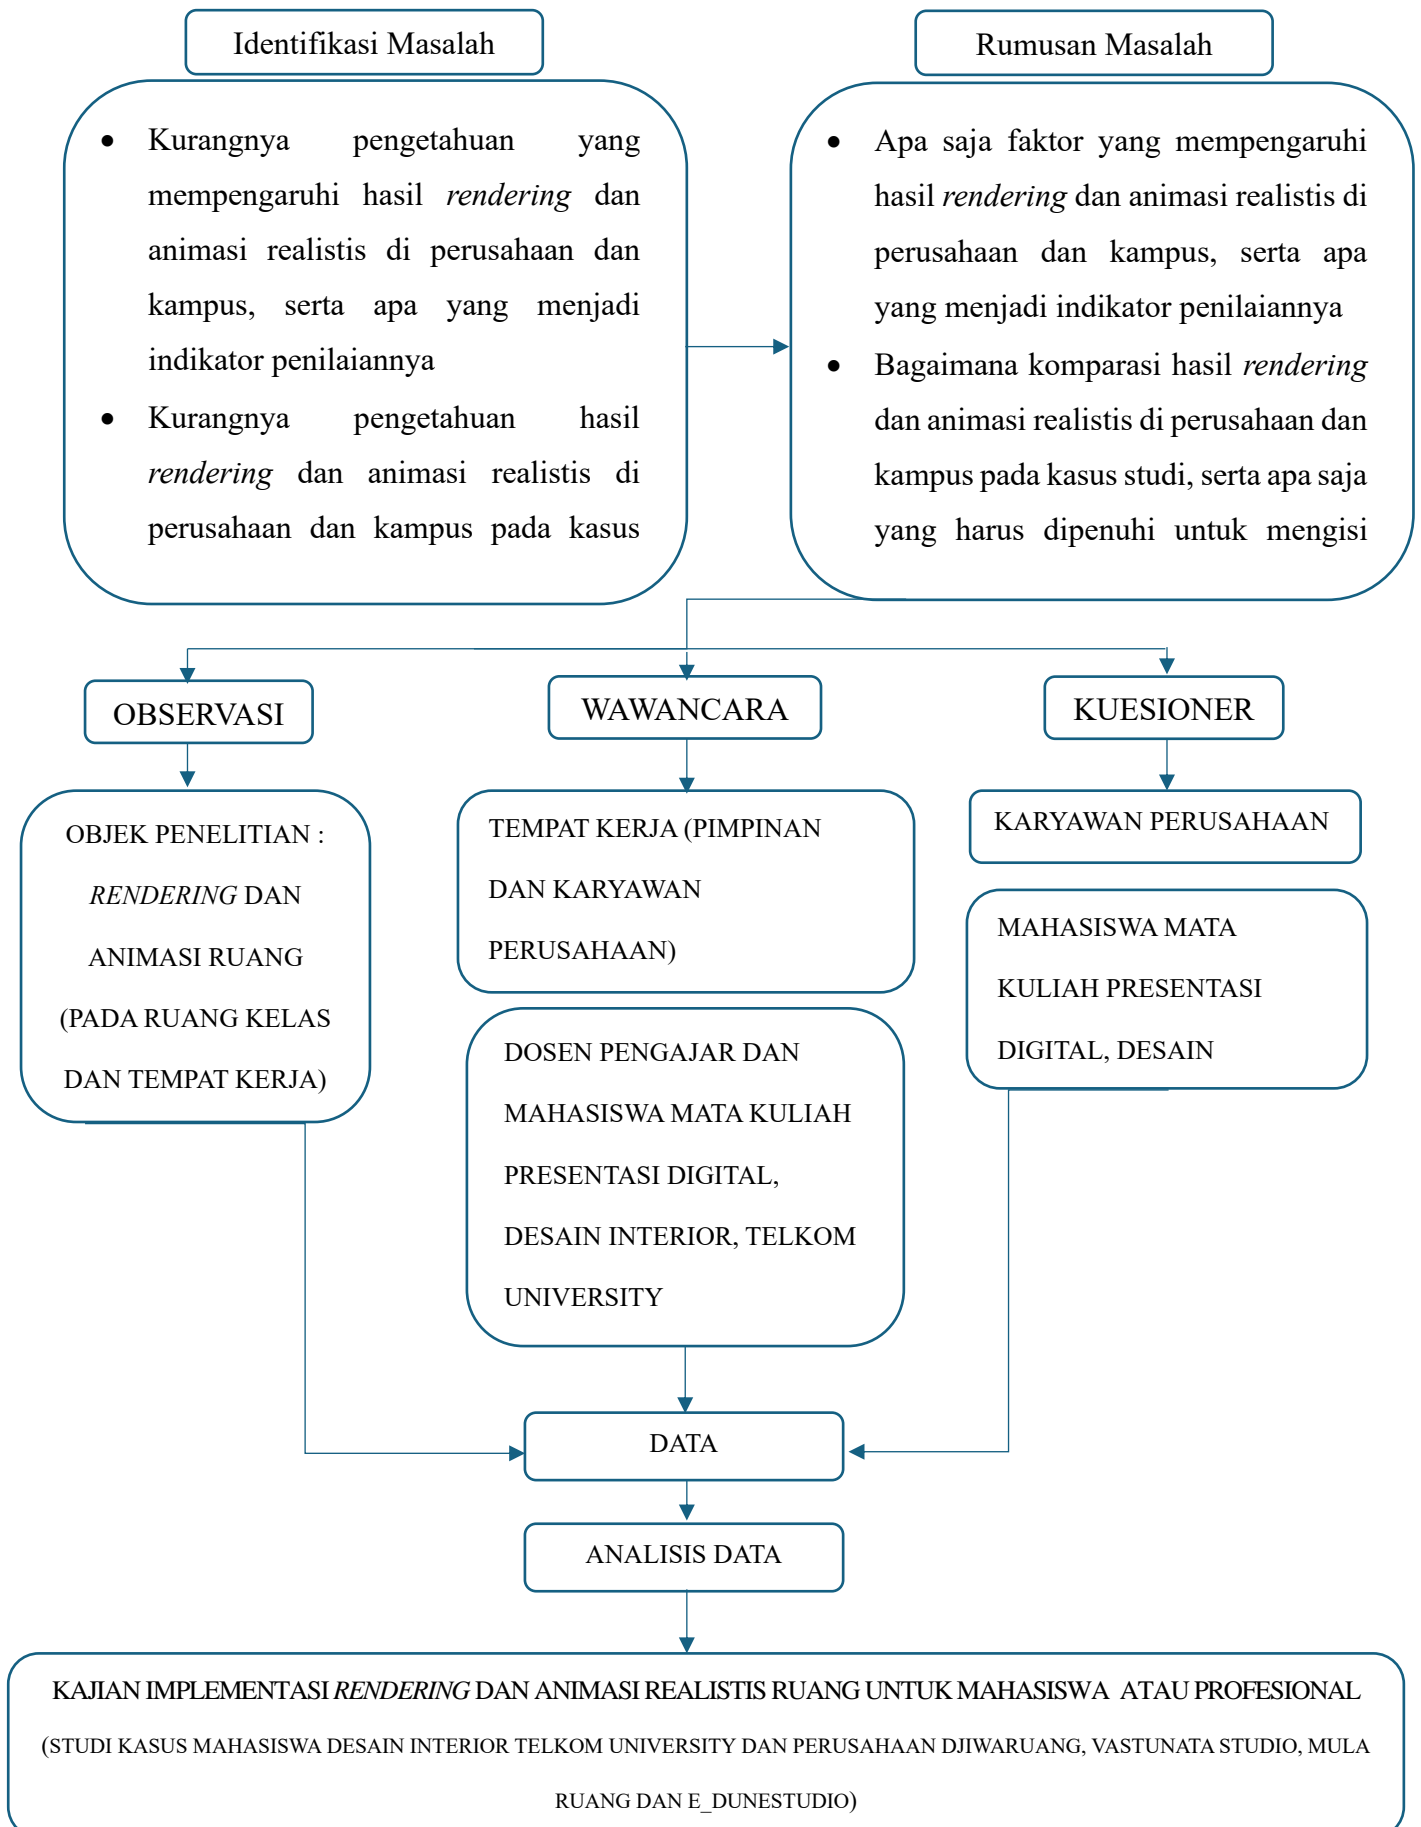 Identifikasi Masalah
Rumusan Masalah
• Kurangnya pengetahuan yang
mempengaruhi hasil rendering dan
animasi realistis di perusahaan dan
kampus, serta apa yang menjadi
indikator penilaiannya
• Kurangnya pengetahuan hasil
rendering dan animasi realistis di
perusahaan dan kampus pada kasus
• Apa saja faktor yang mempengaruhi
hasil rendering dan animasi realistis di
perusahaan dan kampus, serta apa
yang menjadi indikator penilaiannya
• Bagaimana komparasi hasil rendering
dan animasi realistis di perusahaan dan
kampus pada kasus studi, serta apa saja
yang harus dipenuhi untuk mengisi
OBSERVASI
WAWANCARA
KUESIONER
OBJEK PENELITIAN :
RENDERING DAN
ANIMASI RUANG
(PADA RUANG KELAS
DAN TEMPAT KERJA)
TEMPAT KERJA (PIMPINAN
DAN KARYAWAN
PERUSAHAAN)
DOSEN PENGAJAR DAN
MAHASISWA MATA KULIAH
PRESENTASI DIGITAL,
DESAIN INTERIOR, TELKOM
UNIVERSITY
KARYAWAN PERUSAHAAN
MAHASISWA MATA
KULIAH PRESENTASI
DIGITAL, DESAIN
DATA
ANALISIS DATA
KAJIAN IMPLEMENTASI RENDERING DAN ANIMASI REALISTIS RUANG UNTUK MAHASISWA ATAU PROFESIONAL
(STUDI KASUS MAHASISWA DESAIN INTERIOR TELKOM UNIVERSITY DAN PERUSAHAAN DJIWARUANG, VASTUNATA STUDIO, MULA
RUANG DAN E_DUNESTUDIO)